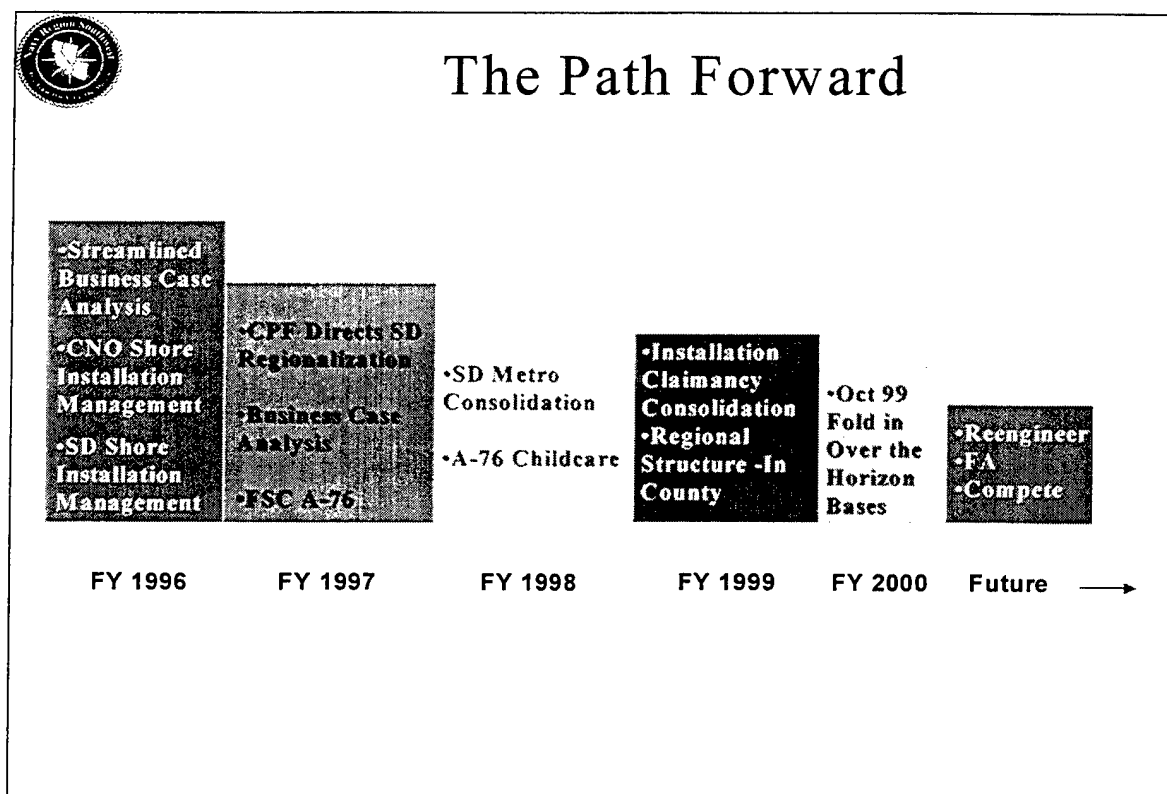 Navy Region Southwest
The Path Forward
•Streamlined
Business Case
Analysis
•CNO Shore
Installation
Management
•SD Shore
Installation
Management
•CPF Directs SD
Regionalization
•Business Case
Analysis
•FSC A-76
•SD Metro
Consolidation
•A-76 Childcare
•Installation
Claimancy
Consolidation
•Regional
Structure -In
County
•Oct 99
Fold in
Over the
Horizon
Bases
•Reengineer
•FA
•Compete
FY 1996
FY 1997
FY 1998
FY 1999
FY 2000
Future